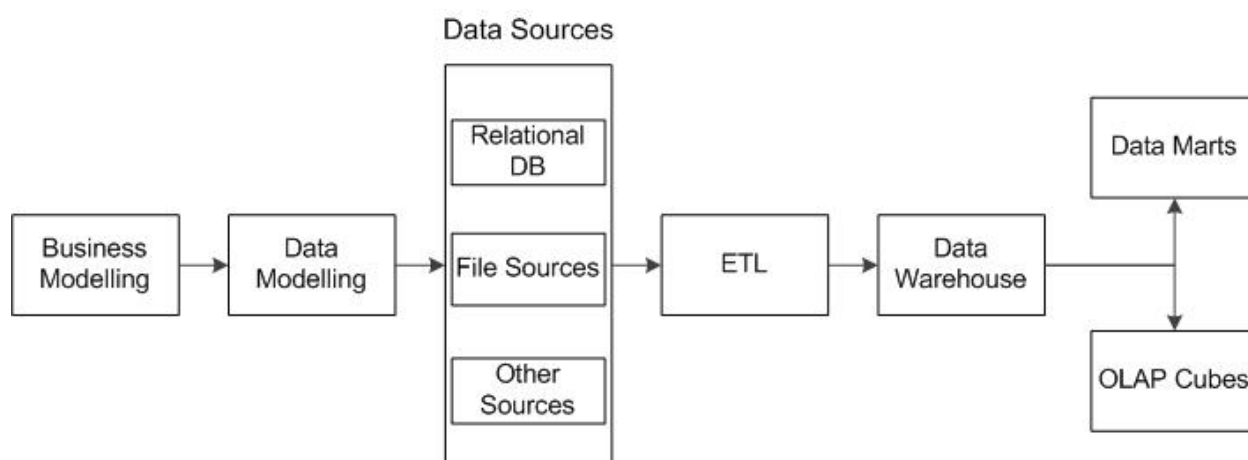 Data Sources
Relational
DB
Business
Modelling
Data
Modelling
File Sources
Other
Sources
ETL
Data
Warehouse
Data Marts
OLAP Cubes